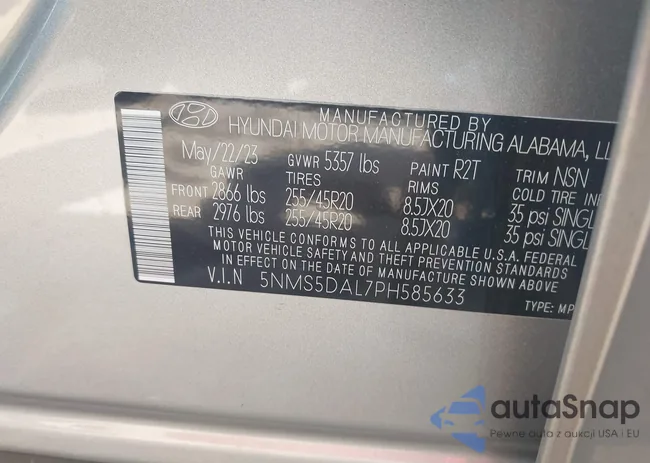 MANUFACTURED BY
HYUNDAI MOTOR MANUFACTURING ALABAMA, LL
May/22/23 GVWR 5357 lbs PAINT R2T TRIM NSN
GAWR TIRES RIMS COLD TIRE IN
FRONT 2866 lbs 255/45R20 8.5JX20 35 psi SINGL
REAR 2976 lbs 255/45R20 8.5JX20 35 psi SINGL
THIS VEHICLE CONFORMS TO ALL APPLICABLE U.S.A. FEDERAL
MOTOR VEHICLE SAFETY/THEFT PREVENTION STANDARDS
IN EFFECT ON THE DATE OF MANUFACTURE SHOWN ABOVE.
V.I.N 5NMS5DAL7PH585633
TYPE: MP
autaSnap
Pewne auta z aukcji USA i EU